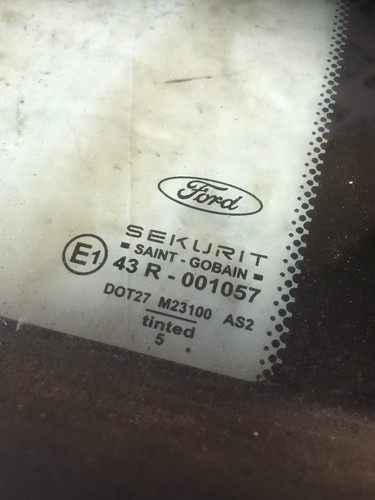 Ford
SEKURIT
SAINT - GOBAIN
E1
43 R - 001057
DOT27 M23100 AS2
tinted
5